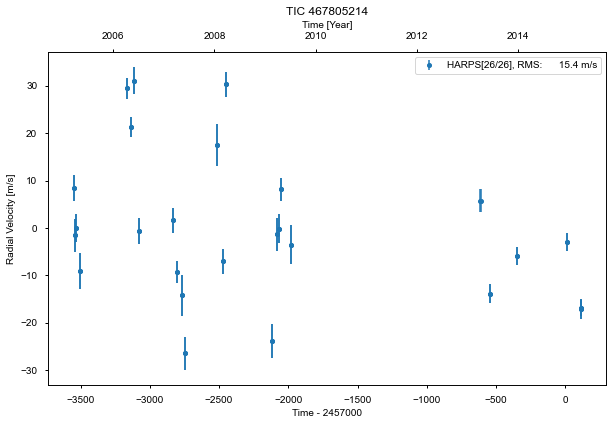 TIC 467805214
Time [Year]
2006 2008 2010 2012 2014
HARPS[26/26], RMS: 15.4 m/s
Radial Velocity [m/s]
30
20
10
0
−10
−20
−30
−3500 −3000 −2500 −2000 −1500 −1000 −500 0
Time - 2457000